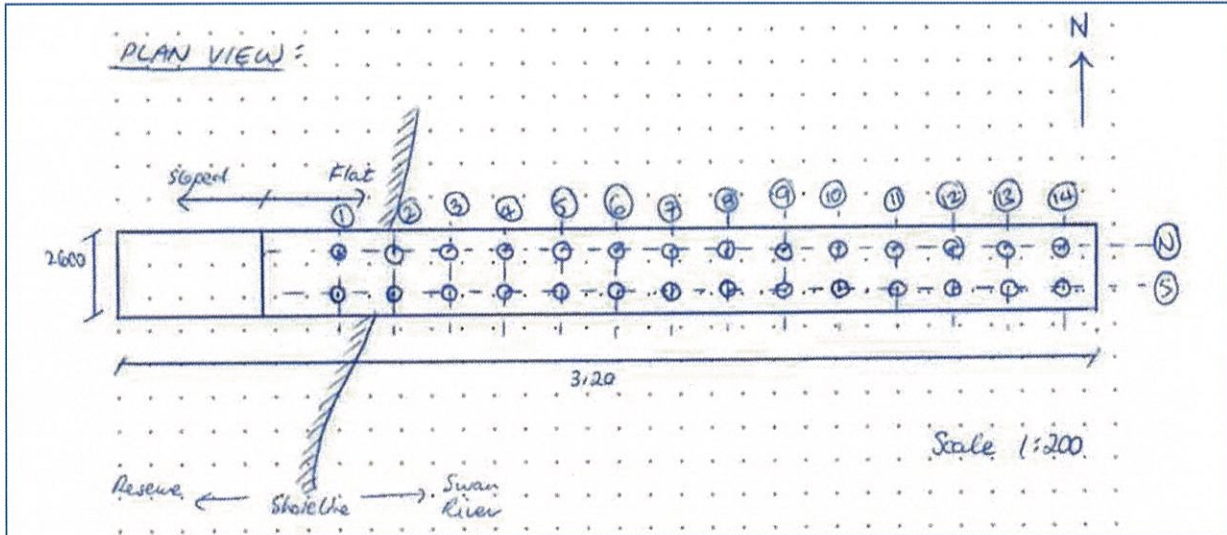 PLAN VIEW:
N
Sloped Flat
1 2 3 4 5 6 7 8 9 10 11 12 13 14
2600
N
S
3120
Scale 1:200
Reserve Shoreline Swan
River